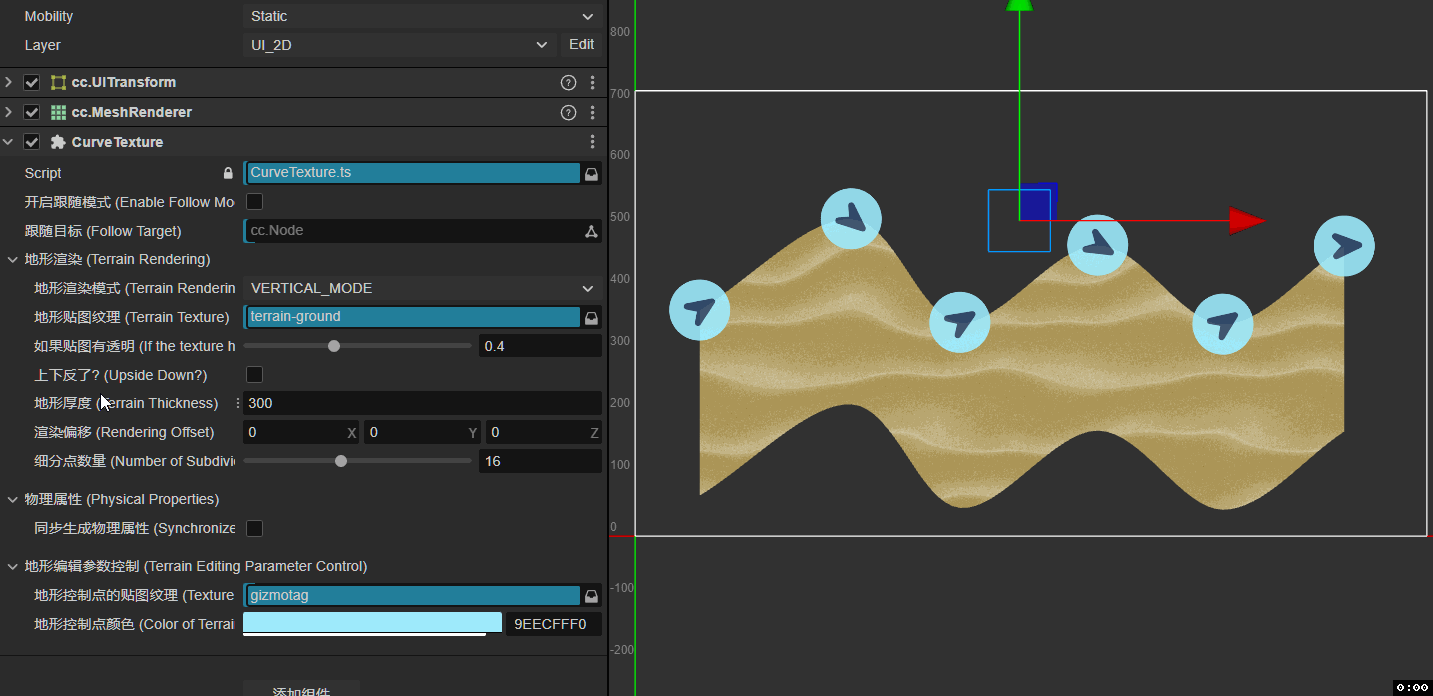 Mobility Static
Layer UI_2D Edit
cc.UITransform
cc.MeshRenderer
CurveTexture
Script CurveTexture.ts
开启跟随模式 (Enable Follow Mo
跟随目标 (Follow Target) cc.Node
地形渲染 (Terrain Rendering)
地形渲染模式 (Terrain Renderin VERTICAL_MODE
地形贴图纹理 (Terrain Texture) terrain-ground
如果贴图有透明 (If the texture h 0.4
上下反了? (Upside Down?)
地形厚度 (Terrain Thickness) 300
渲染偏移 (Rendering Offset) 0 X 0 Y 0 Z
细分点数量 (Number of Subdivi 16
物理属性 (Physical Properties)
同步生成物理属性 (Synchronize
地形编辑参数控制 (Terrain Editing Parameter Control)
地形控制点的贴图纹理 (Texture gizmotag
地形控制点颜色 (Color of Terrai 9EECFFF0
添加组件
800
700
600
500
400
300
200
100
0
-100
-200
0:00